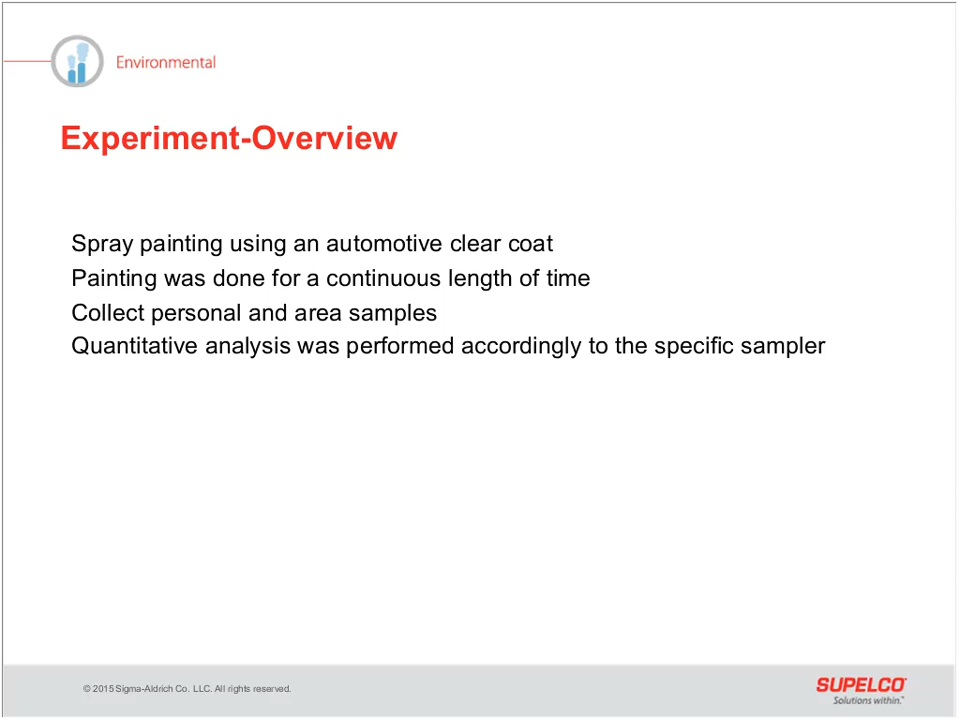 Environmental
Experiment-Overview
Spray painting using an automotive clear coat
Painting was done for a continuous length of time
Collect personal and area samples
Quantitative analysis was performed accordingly to the specific sampler
© 2015 Sigma-Aldrich Co. LLC. All rights reserved.
SUPELCO
Solutions within.™